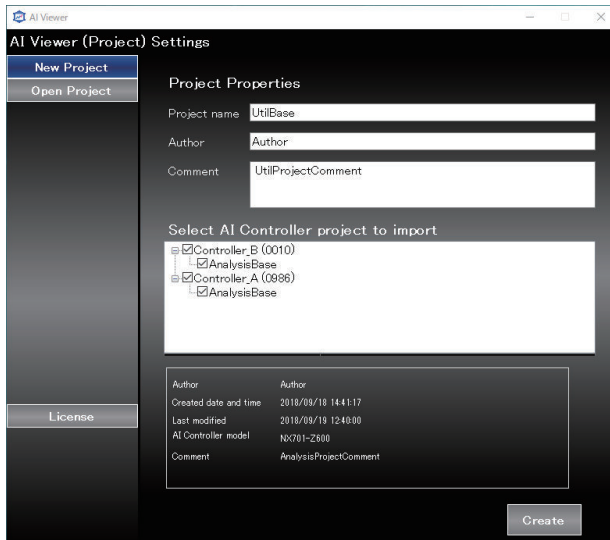 AI Viewer
AI Viewer (Project) Settings
New Project
Open Project
License
Project Properties
Project name UtilBase
Author Author
Comment UtilProjectComment
Select AI Controller project to import
Controller_B (0010)
AnalysisBase
Controller_A (0986)
AnalysisBase
Author Author
Created date and time 2018/09/18 14:41:17
Last modified 2018/09/19 12:40:00
AI Controller model NX701-Z600
Comment AnalysisProjectComment
Create